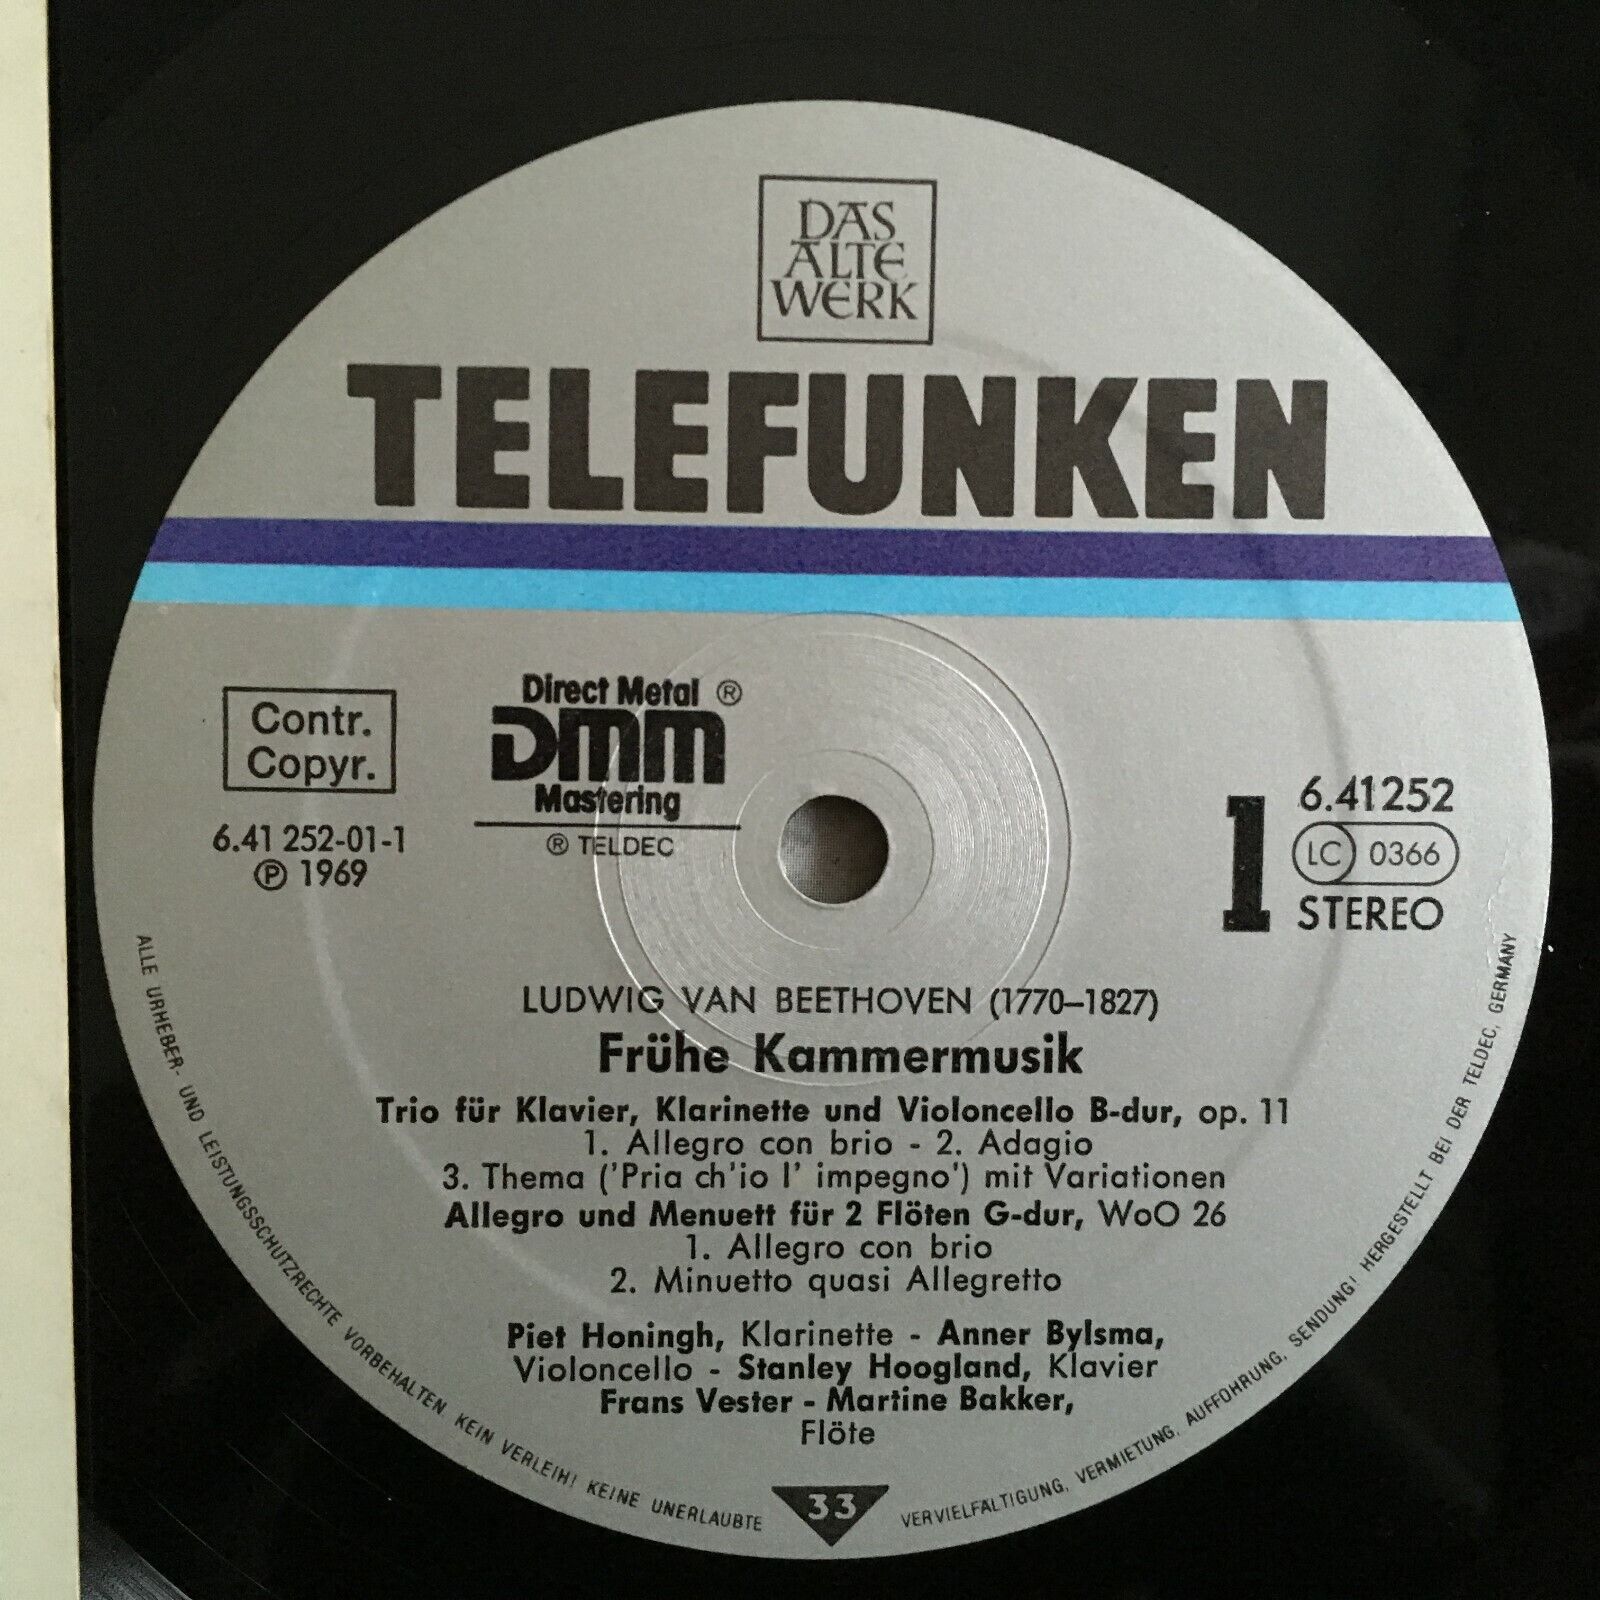 DAS
ALTE
WERK
TELEFUNKEN
Contr.
Copyr.
6.41 252-01-1
℗ 1969
Direct Metal ®
DMM
Mastering
® TELDEC
1
6.41252
LC 0366
STEREO
LUDWIG VAN BEETHOVEN (1770–1827)
Frühe Kammermusik
Trio für Klavier, Klarinette und Violoncello B-dur, op. 11
1. Allegro con brio - 2. Adagio
3. Thema ('Pria ch'io l' impegno') mit Variationen
Allegro und Menuett für 2 Flöten G-dur, WoO 26
1. Allegro con brio
2. Minuetto quasi Allegretto
Piet Honingh, Klarinette - Anner Bylsma,
Violoncello - Stanley Hoogland, Klavier
Frans Vester - Martine Bakker,
Flöte
33
ALLE URHEBER- UND LEISTUNGSSCHUTZRECHTE VORBEHALTEN KEIN VERLEIH! KEINE UNERLAUBTE VERVIELFÄLTIGUNG, VERMIETUNG, AUFFÜHRUNG, SENDUNG! HERGESTELLT BEI DER TELDEC, GERMANY